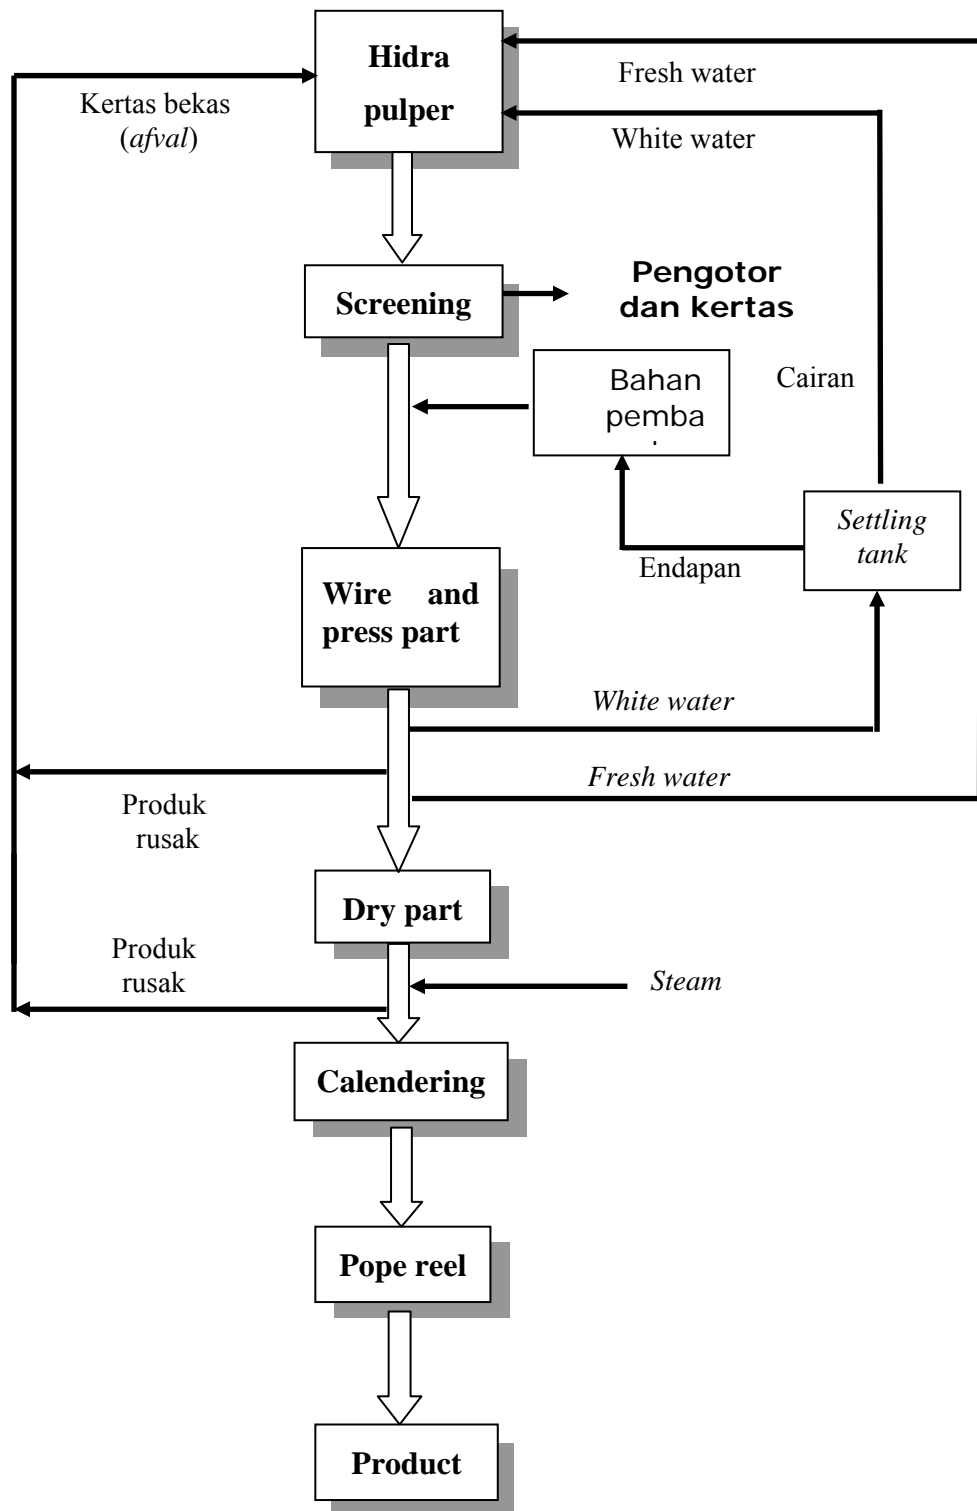 Hidra
pulper
Fresh water
Kertas bekas
(afval)
White water
Screening
Pengotor
dan kertas
Bahan
pemba
Cairan
Settling
tank
Endapan
Wire and
press part
White water
Fresh water
Produk
rusak
Dry part
Produk
rusak
Steam
Calendering
Pope reel
Product